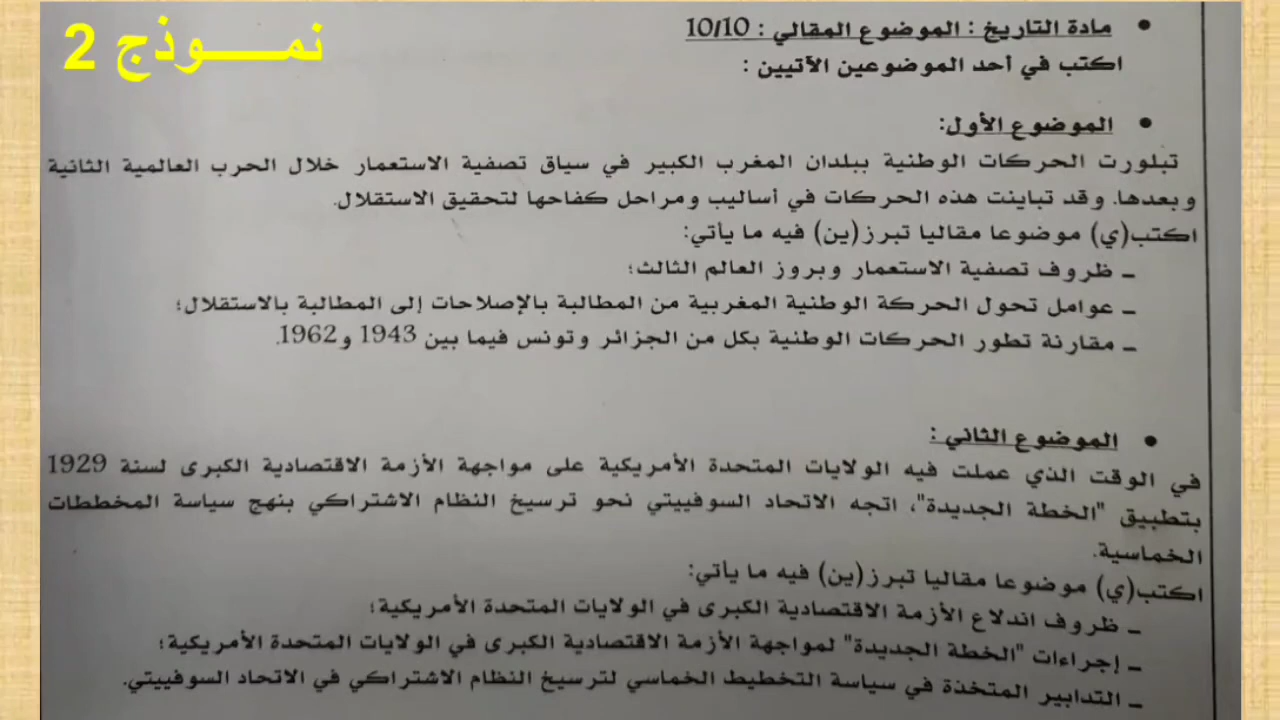 نمـــوذج 2
• مادة التاريخ : الموضوع المقالي : 10/10
اكتب في أحد الموضوعين الآتيين :
• الموضوع الأول:
تبلورت الحركات الوطنية ببلدان المغرب الكبير في سياق تصفية الاستعمار خلال الحرب العالمية الثانية
وبعدها. وقد تباينت هذه الحركات في أساليب ومراحل كفاحها لتحقيق الاستقلال.
اكتب(ي) موضوعا مقاليا تبرز(ين) فيه ما يأتي:
ـ ظروف تصفية الاستعمار وبروز العالم الثالث؛
ـ عوامل تحول الحركة الوطنية المغربية من المطالبة بالإصلاحات إلى المطالبة بالاستقلال؛
ـ مقارنة تطور الحركات الوطنية بكل من الجزائر وتونس فيما بين 1943 و1962.
• الموضوع الثاني :
في الوقت الذي عملت فيه الولايات المتحدة الأمريكية على مواجهة الأزمة الاقتصادية الكبرى لسنة 1929
بتطبيق "الخطة الجديدة"، اتجه الاتحاد السوفييتي نحو ترسيخ النظام الاشتراكي بنهج سياسة المخططات
الخماسية.
اكتب(ي) موضوعا مقاليا تبرز(ين) فيه ما يأتي:
ـ ظروف اندلاع الأزمة الاقتصادية الكبرى في الولايات المتحدة الأمريكية؛
ـ إجراءات "الخطة الجديدة" لمواجهة الأزمة الاقتصادية الكبرى في الولايات المتحدة الأمريكية؛
ـ التدابير المتخذة في سياسة التخطيط الخماسي لترسيخ النظام الاشتراكي في الاتحاد السوفييتي.